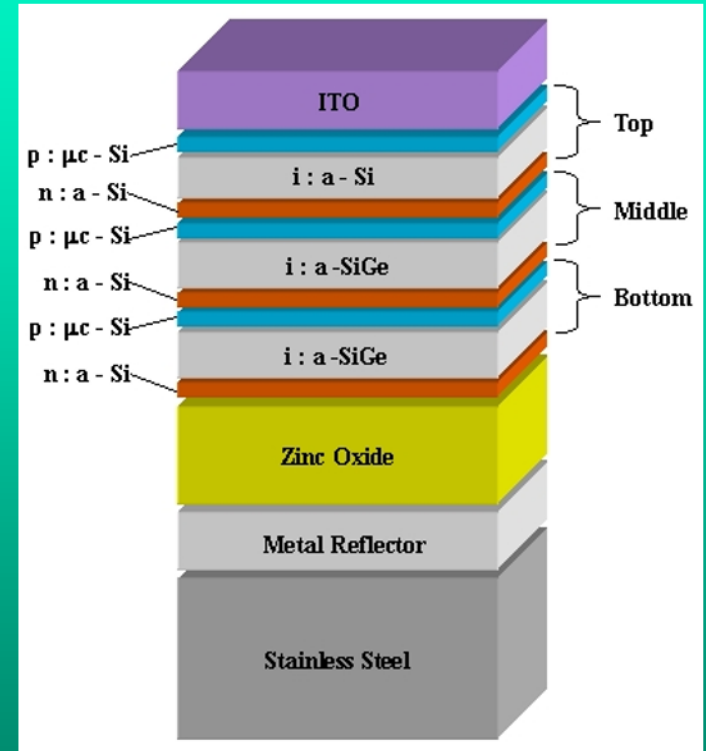 ITO
Top
p : μc - Si
i : a - Si
n : a - Si
Middle
p : μc - Si
i : a -SiGe
n : a - Si
Bottom
p : μc - Si
i : a -SiGe
n : a - Si
Zinc Oxide
Metal Reflector
Stainless Steel